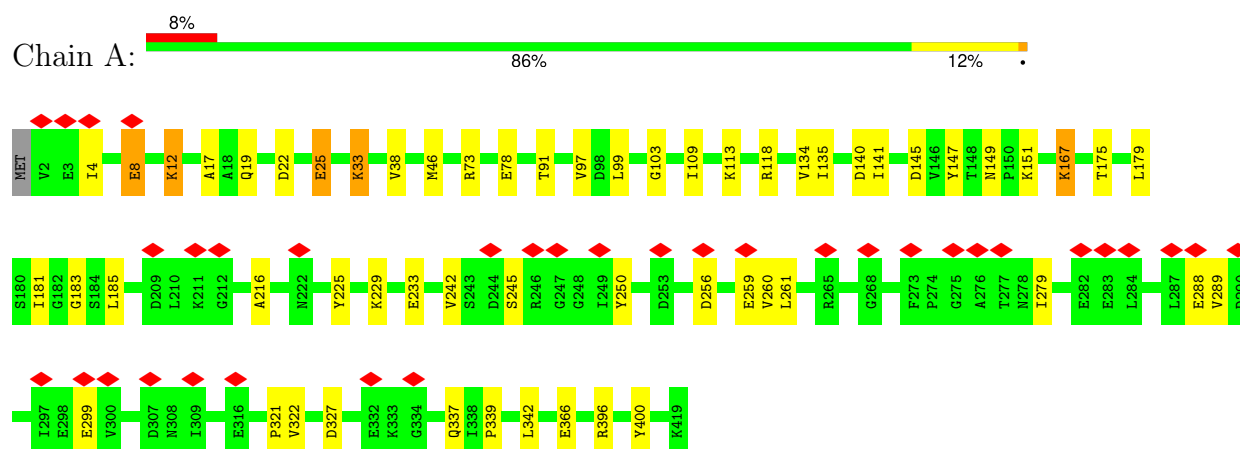 8%
Chain A:
86% 12% •
MET V2 E3 I4 E8 K12 A17 A18 Q19 D22 E25 K33 V38 M46 R73 E78 T91 V97 D98 L99 G103 I109 K113 R118 V134 I135 D140 I141 D145 V146 Y147 T148 N149 P150 K151 K167 T175 L179
S180 I181 G182 G183 S184 L185 D209 L210 K211 G212 A216 N222 Y225 K229 E233 V242 S243 D244 S245 R246 G247 G248 I249 Y250 D253 D256 E259 V260 L261 R265 G268 F273 P274 G275 A276 T277 N278 I279 E282 E283 L284 L287 E288 V289
I297 E298 E299 V300 D307 N308 I309 E316 P321 V322 D327 E332 K333 G334 Q337 I338 P339 L342 E366 R396 Y400 K419